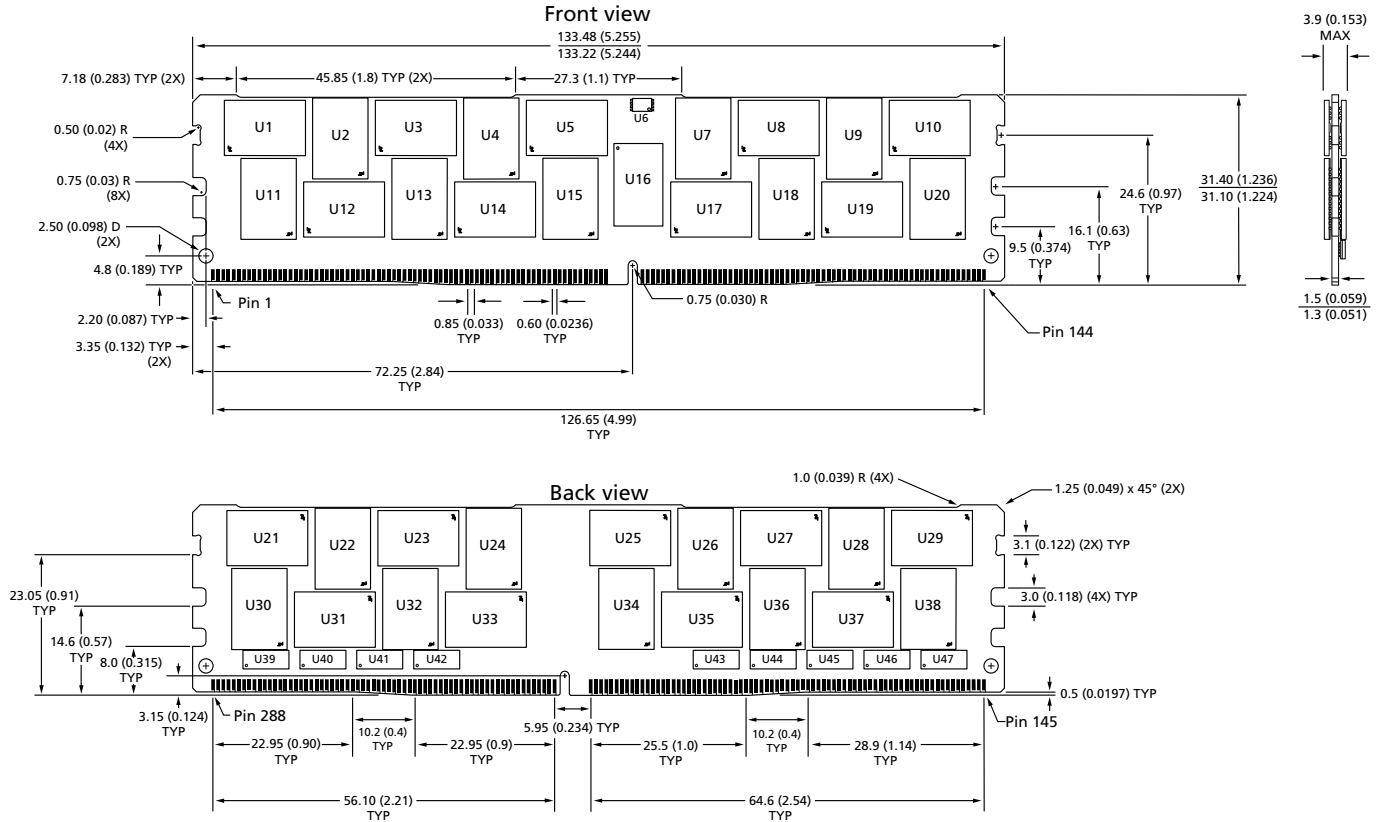 Front view
133.48 (5.255)
133.22 (5.244)
3.9 (0.153)
MAX
7.18 (0.283) TYP (2X)
45.85 (1.8) TYP (2X)
27.3 (1.1) TYP
0.50 (0.02) R
(4X)
0.75 (0.03) R
(8X)
2.50 (0.098) D
(2X)
4.8 (0.189) TYP
U1
U2
U3
U4
U5
U6
U7
U8
U9
U10
U11
U12
U13
U14
U15
U16
U17
U18
U19
U20
31.40 (1.236)
31.10 (1.224)
24.6 (0.97)
TYP
16.1 (0.63)
TYP
9.5 (0.374)
TYP
Pin 1
2.20 (0.087) TYP
3.35 (0.132) TYP
(2X)
0.85 (0.033)
TYP
0.60 (0.0236)
TYP
0.75 (0.030) R
Pin 144
1.5 (0.059)
1.3 (0.051)
72.25 (2.84)
TYP
126.65 (4.99)
TYP
Back view
1.0 (0.039) R (4X)
1.25 (0.049) x 45° (2X)
U21
U22
U23
U24
U25
U26
U27
U28
U29
3.1 (0.122) (2X) TYP
3.0 (0.118) (4X) TYP
23.05 (0.91)
TYP
14.6 (0.57)
TYP
8.0 (0.315)
TYP
U30
U31
U32
U33
U34
U35
U36
U37
U38
U39
U40
U41
U42
U43
U44
U45
U46
U47
0.5 (0.0197) TYP
3.15 (0.124)
TYP
Pin 288
5.95 (0.234) TYP
Pin 145
22.95 (0.90)
TYP
10.2 (0.4)
TYP
22.95 (0.9)
TYP
25.5 (1.0)
TYP
10.2 (0.4)
TYP
28.9 (1.14)
TYP
56.10 (2.21)
TYP
64.6 (2.54)
TYP